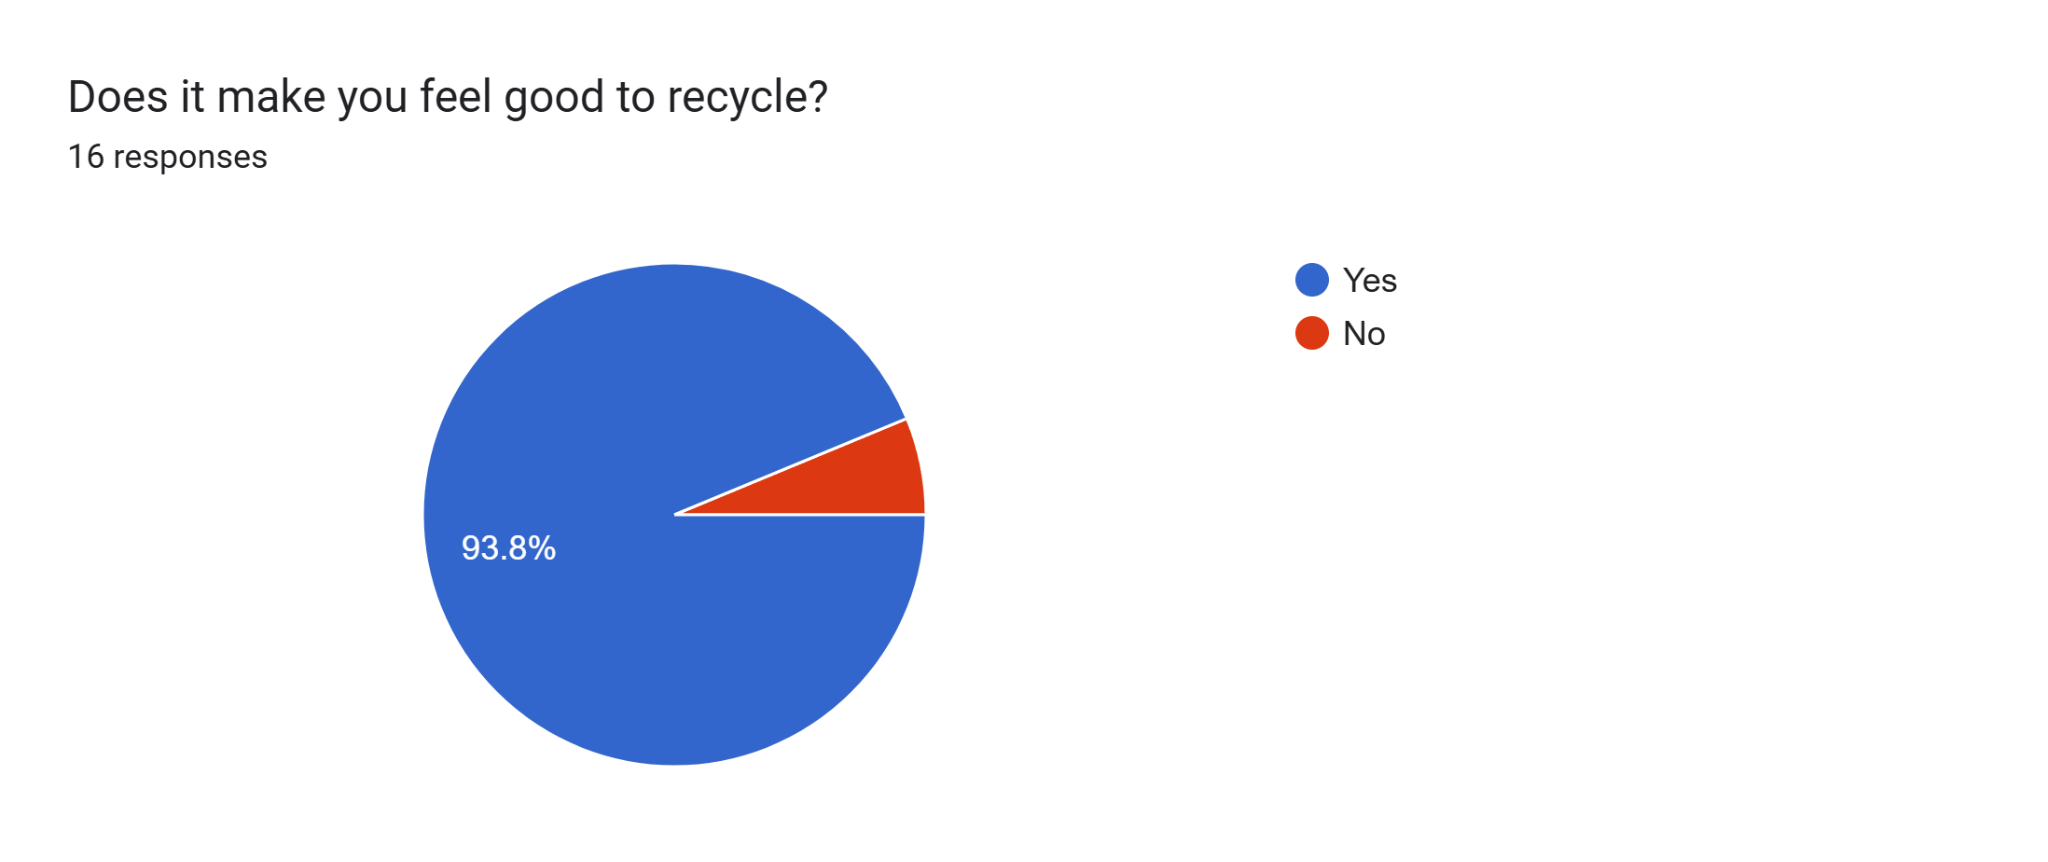 Does it make you feel good to recycle?
16 responses
Yes
No
93.8%